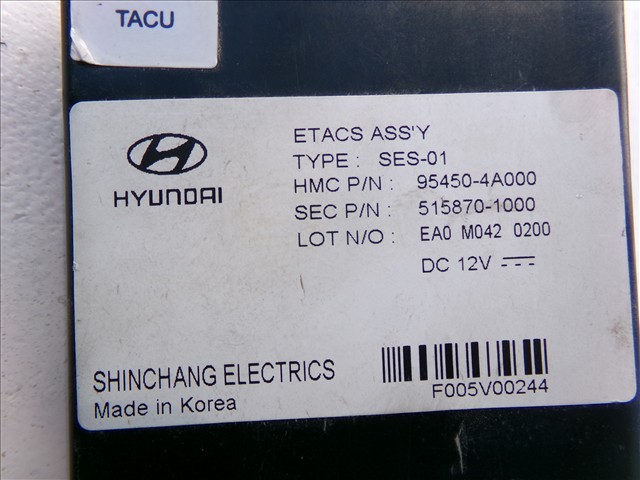 TACU
HYUNDAI
ETACS ASS'Y
TYPE : SES-01
HMC P/N : 95450-4A000
SEC P/N : 515870-1000
LOT N/O : EA0 M042 0200
DC 12V
SHINCHANG ELECTRICS
Made in Korea
F005V00244